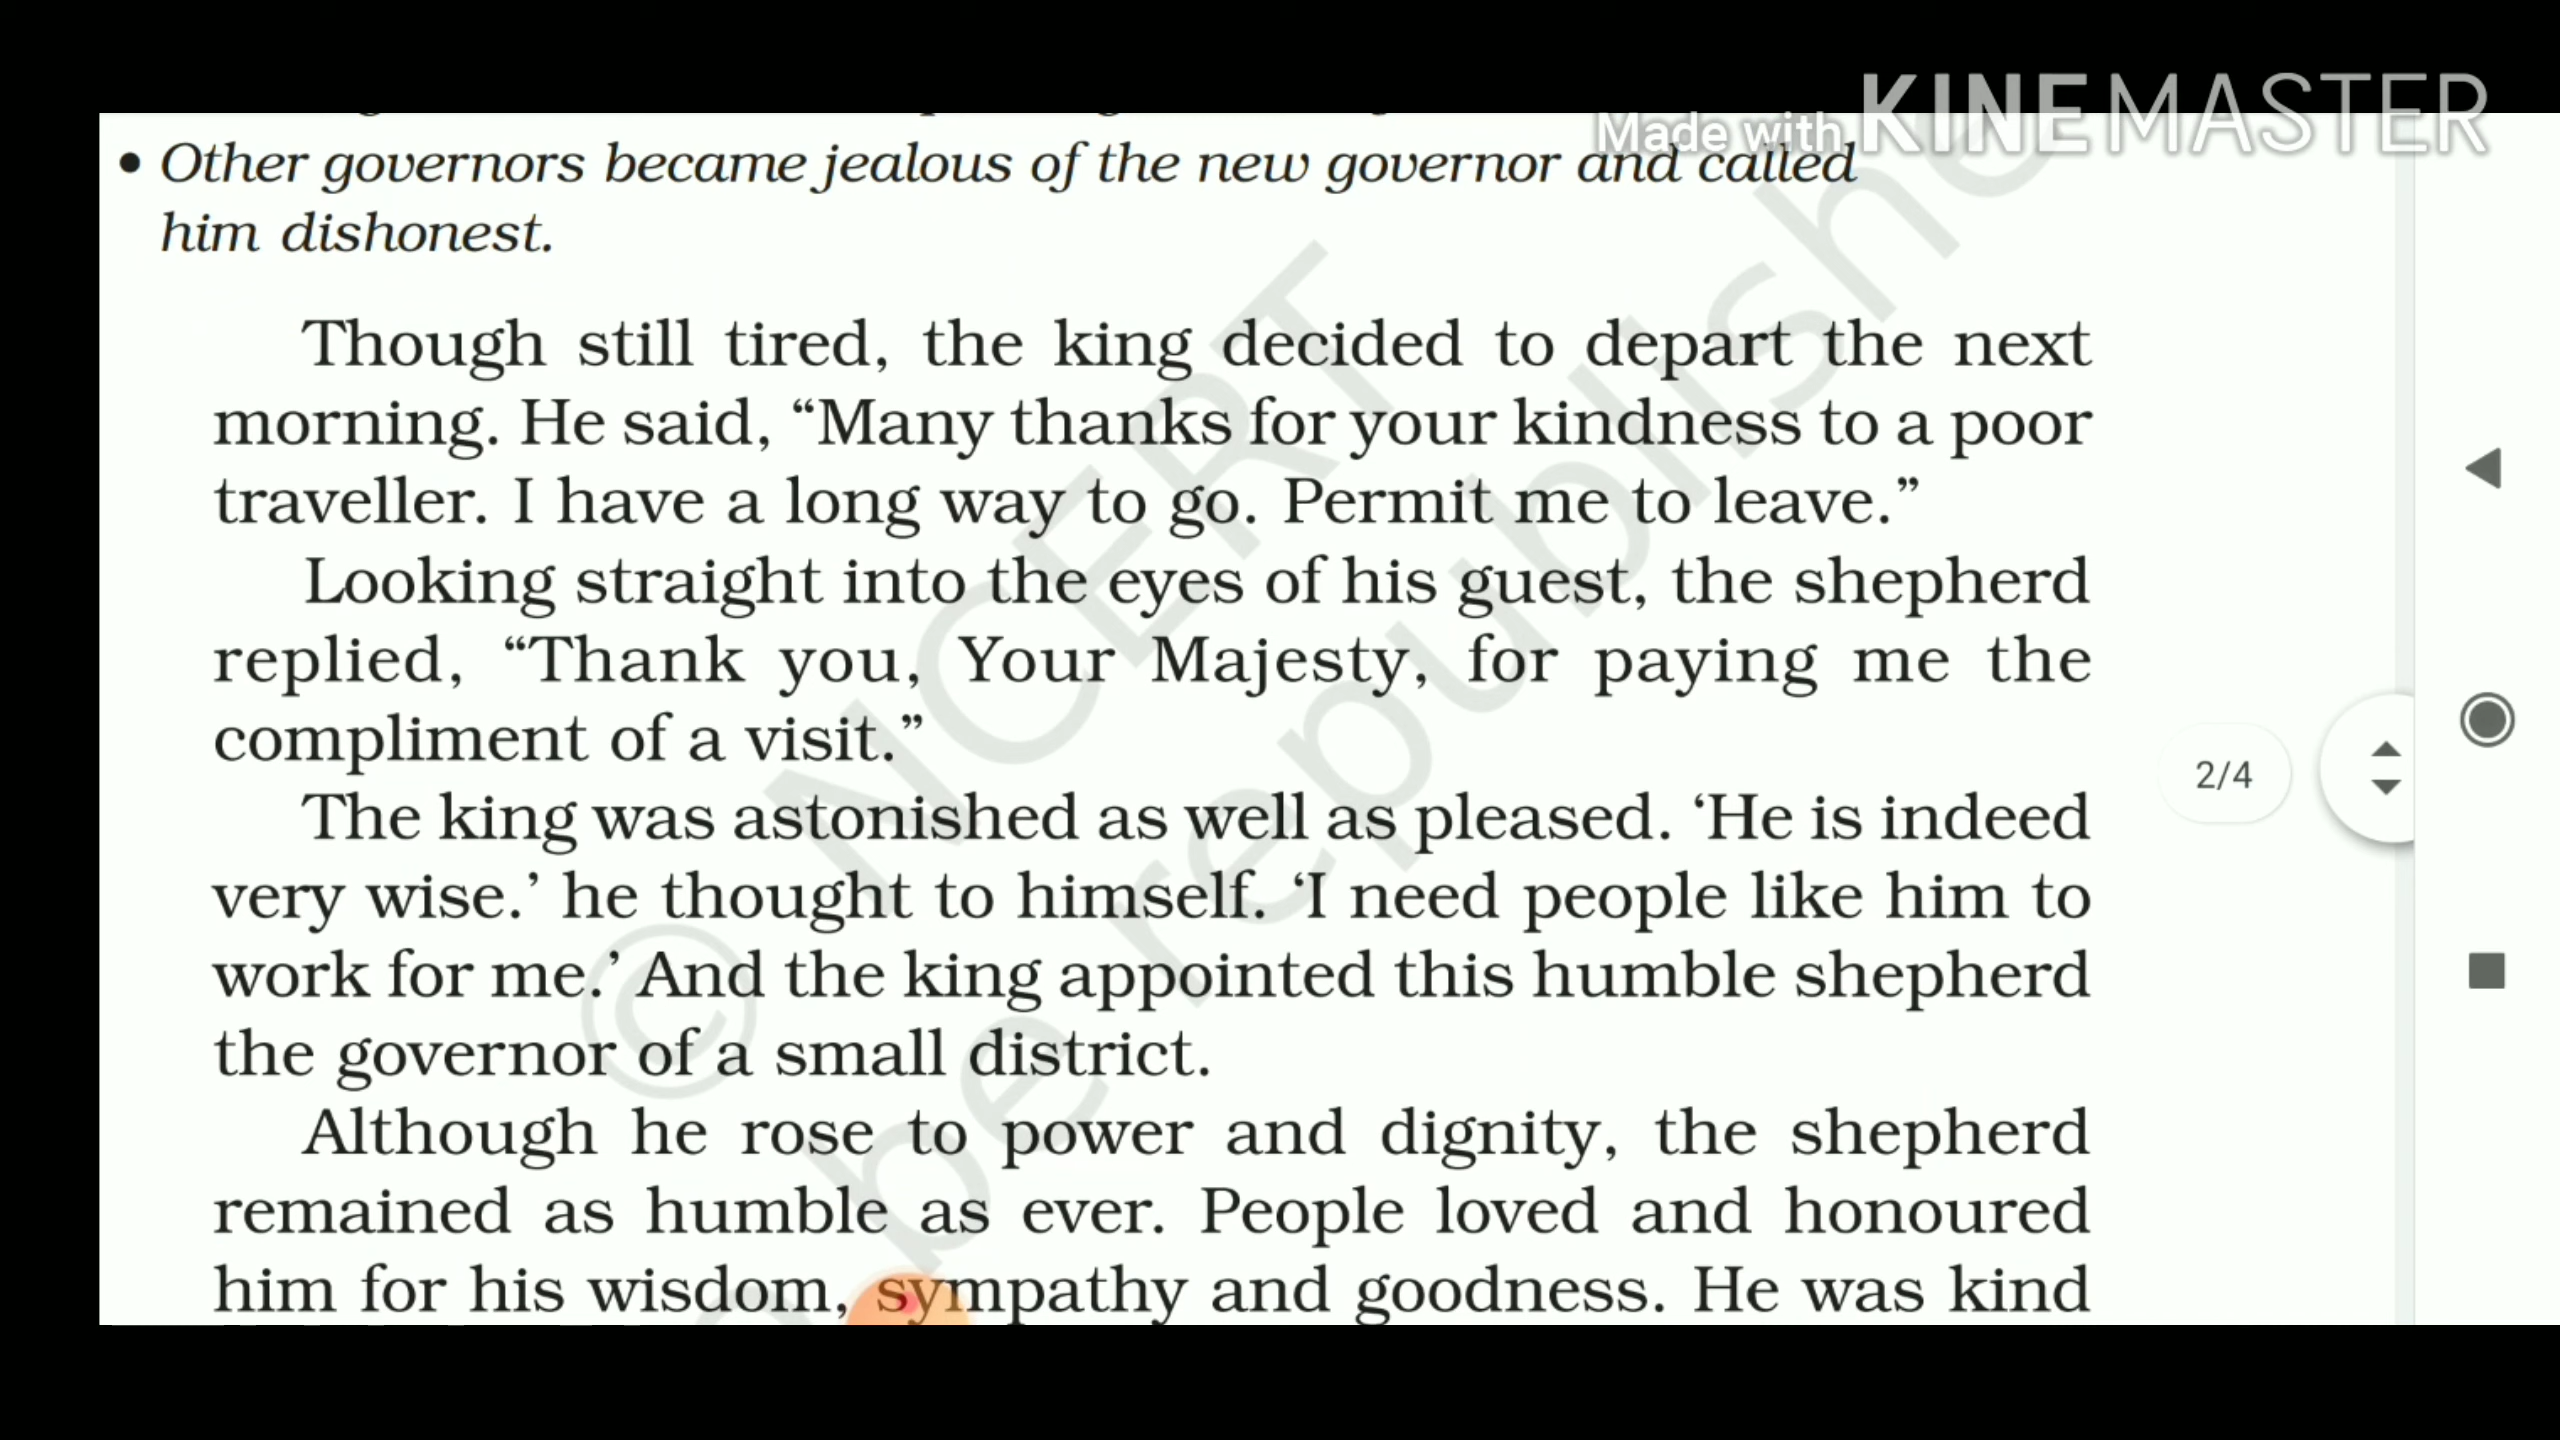 Made with KINEMASTER
• Other governors became jealous of the new governor and called
him dishonest.
Though still tired, the king decided to depart the next
morning. He said, “Many thanks for your kindness to a poor
traveller. I have a long way to go. Permit me to leave.”
Looking straight into the eyes of his guest, the shepherd
replied, “Thank you, Your Majesty, for paying me the
compliment of a visit.”
The king was astonished as well as pleased. ‘He is indeed
very wise.’ he thought to himself. ‘I need people like him to
work for me.’ And the king appointed this humble shepherd
the governor of a small district.
Although he rose to power and dignity, the shepherd
remained as humble as ever. People loved and honoured
him for his wisdom, sympathy and goodness. He was kind
2/4
© NCERT
be republishe